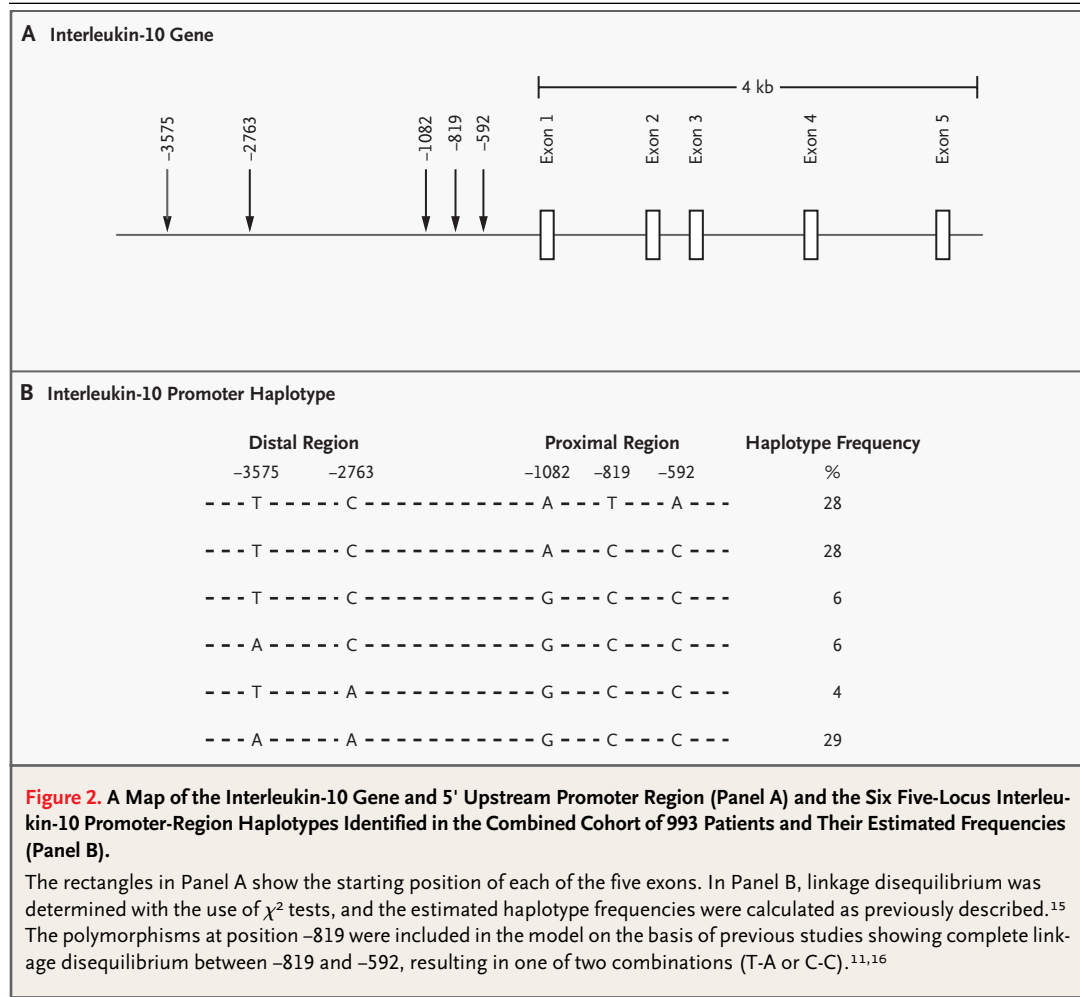 A Interleukin-10 Gene
4 kb
–3575
–2763
–1082
–819
–592
Exon 1
Exon 2
Exon 3
Exon 4
Exon 5
B Interleukin-10 Promoter Haplotype
Distal Region Proximal Region Haplotype Frequency
–3575 –2763 –1082 –819 –592 %
--- T ----- C ----------- A --- T --- A --- 28
--- T ----- C ----------- A --- C --- C --- 28
--- T ----- C ----------- G --- C --- C --- 6
--- A ----- C ----------- G --- C --- C --- 6
--- T ----- A ----------- G --- C --- C --- 4
--- A ----- A ----------- G --- C --- C --- 29
Figure 2. A Map of the Interleukin-10 Gene and 5' Upstream Promoter Region (Panel A) and the Six Five-Locus Interleu-
kin-10 Promoter-Region Haplotypes Identified in the Combined Cohort of 993 Patients and Their Estimated Frequencies
(Panel B).
The rectangles in Panel A show the starting position of each of the five exons. In Panel B, linkage disequilibrium was
determined with the use of χ² tests, and the estimated haplotype frequencies were calculated as previously described.¹⁵
The polymorphisms at position –819 were included in the model on the basis of previous studies showing complete link-
age disequilibrium between –819 and –592, resulting in one of two combinations (T-A or C-C).¹¹,¹⁶